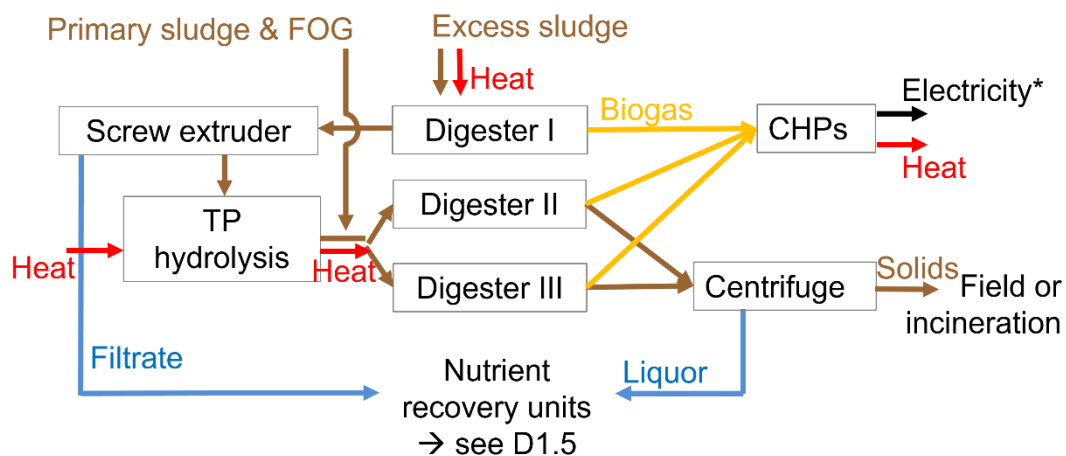 Primary sludge & FOG
Excess sludge
Heat
Electricity*
Screw extruder
Digester I
Biogas
CHPs
Heat
TP
hydrolysis
Digester II
Heat
Heat
Digester III
Centrifuge
Solids
Field or
incineration
Filtrate
Nutrient
recovery units
→ see D1.5
Liquor